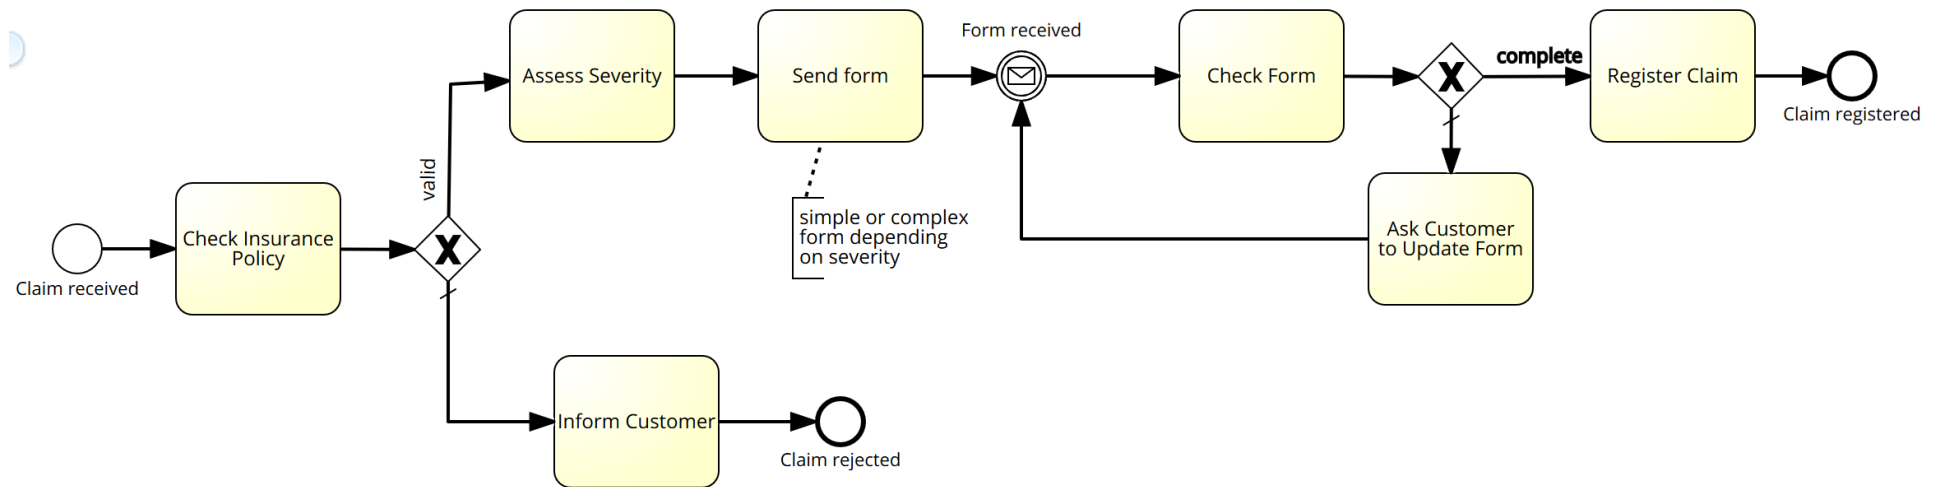 Form received
Assess Severity
Send form
Check Form
complete
Register Claim
Claim registered
valid
simple or complex
form depending
on severity
Ask Customer
to Update Form
Check Insurance
Policy
Claim received
Inform Customer
Claim rejected